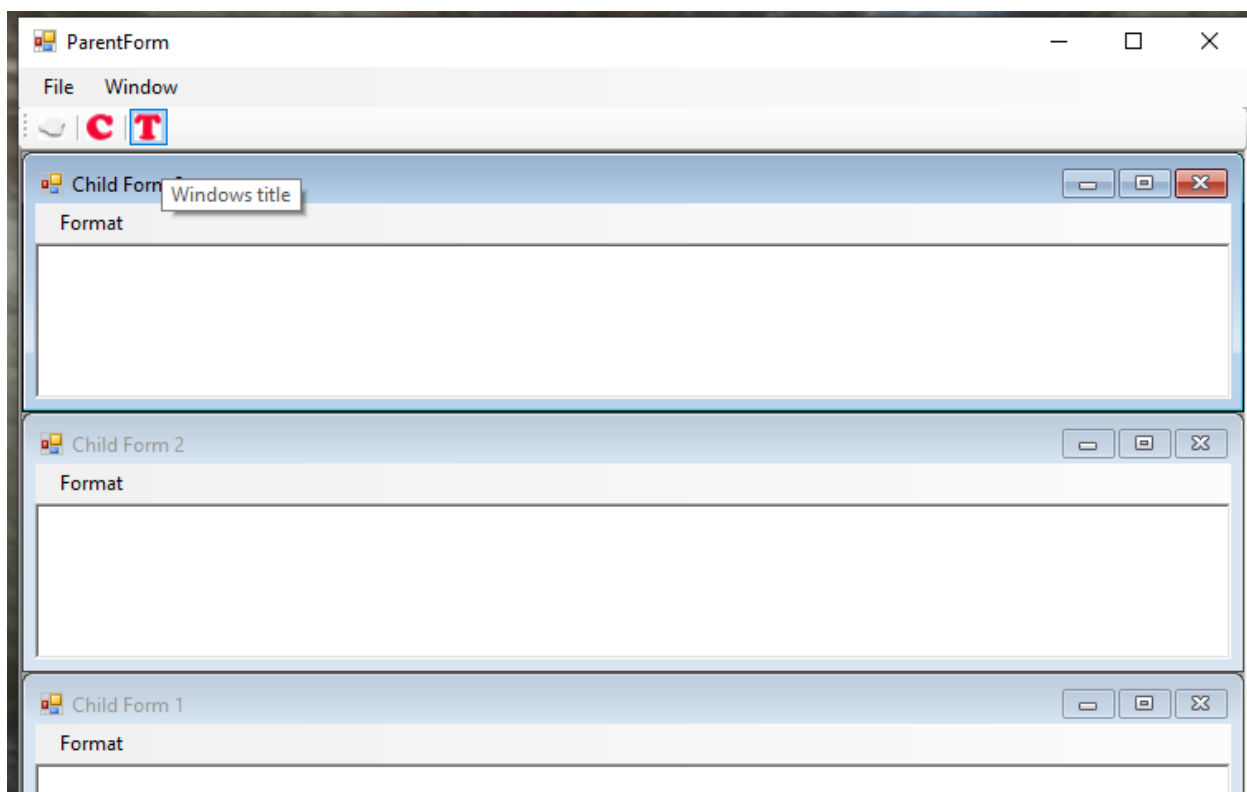 ParentForm
File Window
C T
Child Form
Windows title
Format
Child Form 2
Format
Child Form 1
Format